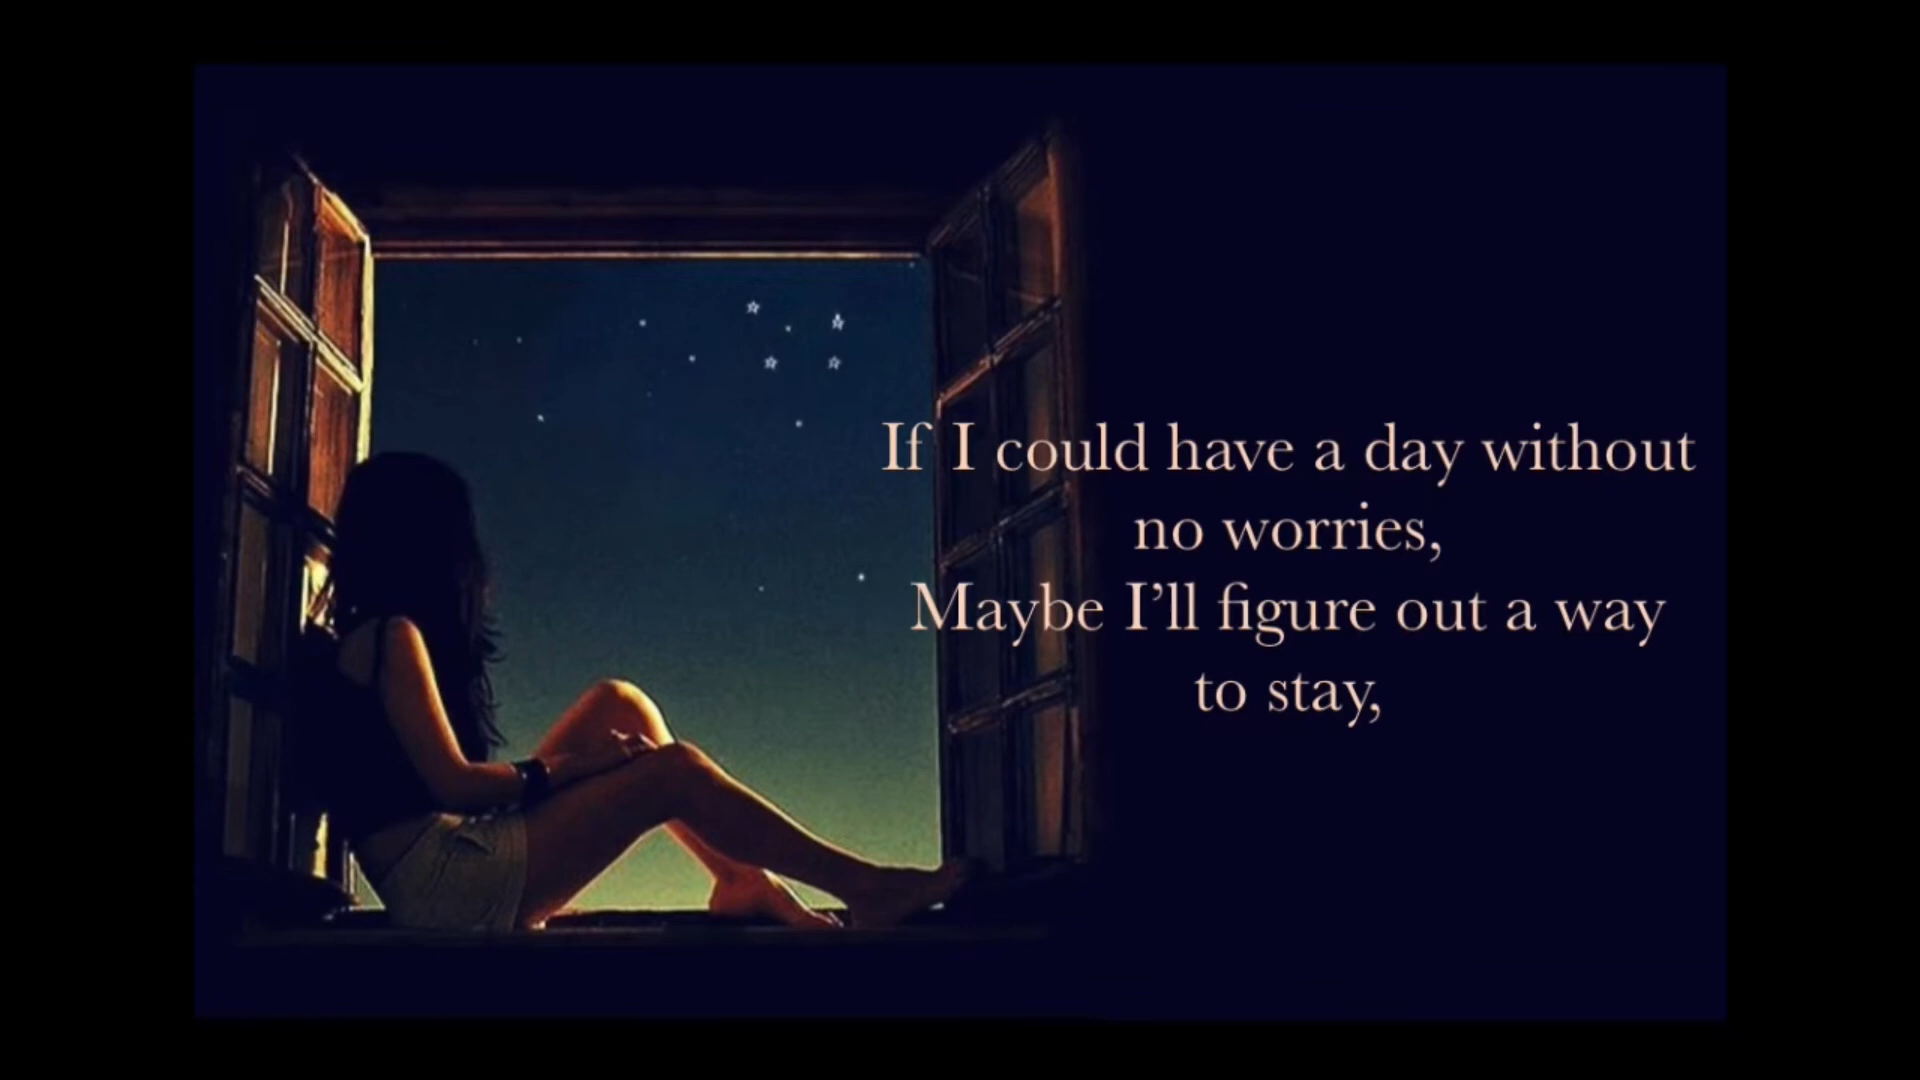 If I could have a day without
no worries,
Maybe I’ll figure out a way
to stay,